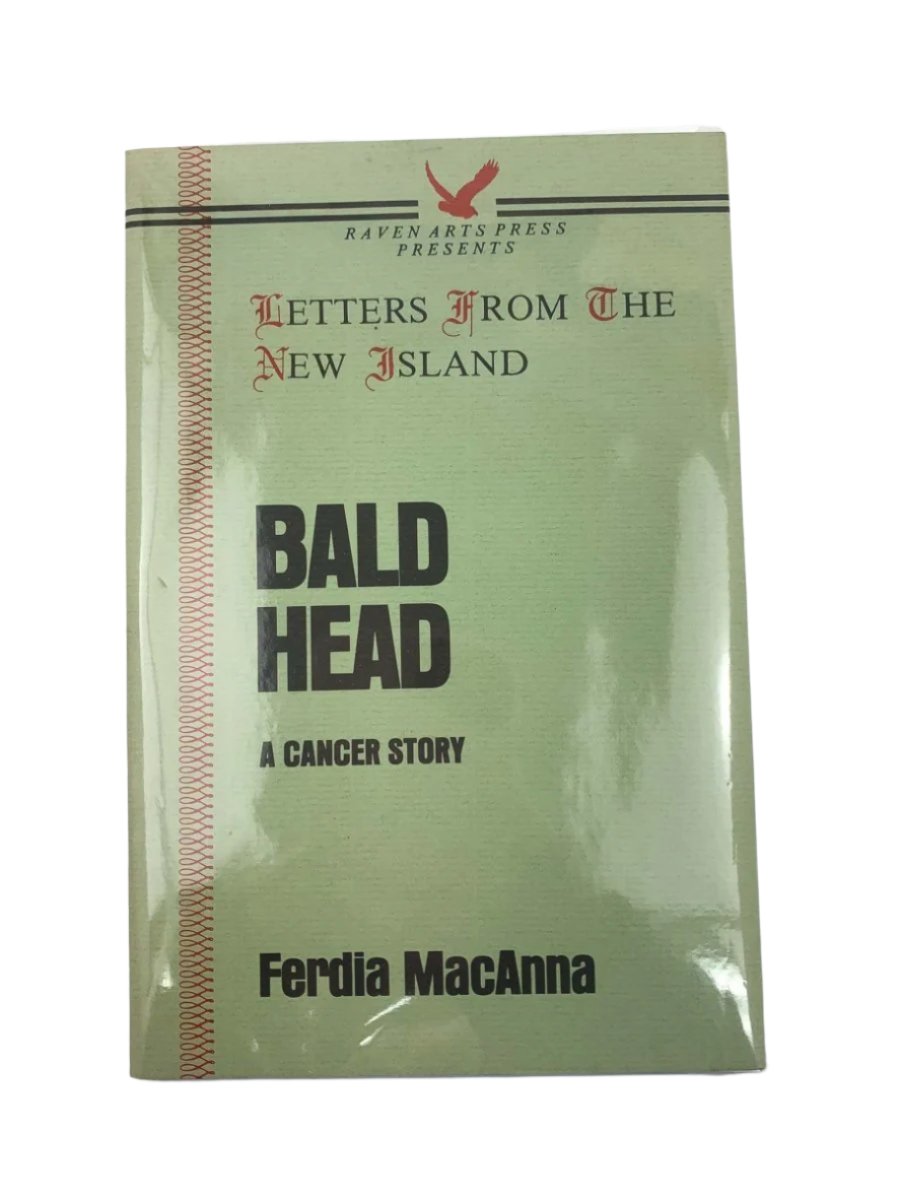 RAVEN ARTS PRESS
PRESENTS
LETTERS FROM THE
NEW ISLAND
BALD
HEAD
A CANCER STORY
Ferdia MacAnna